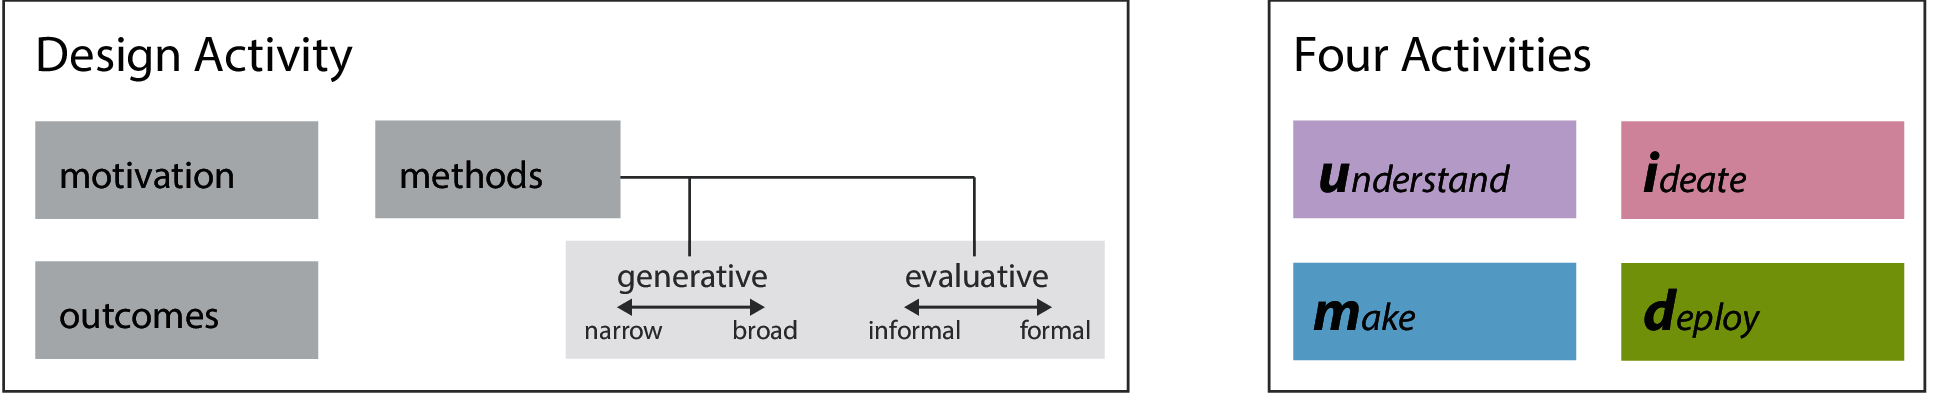 Design Activity
motivation
methods
outcomes
generative
evaluative
narrow
broad
informal
formal
Four Activities
understand
ideate
make
deploy